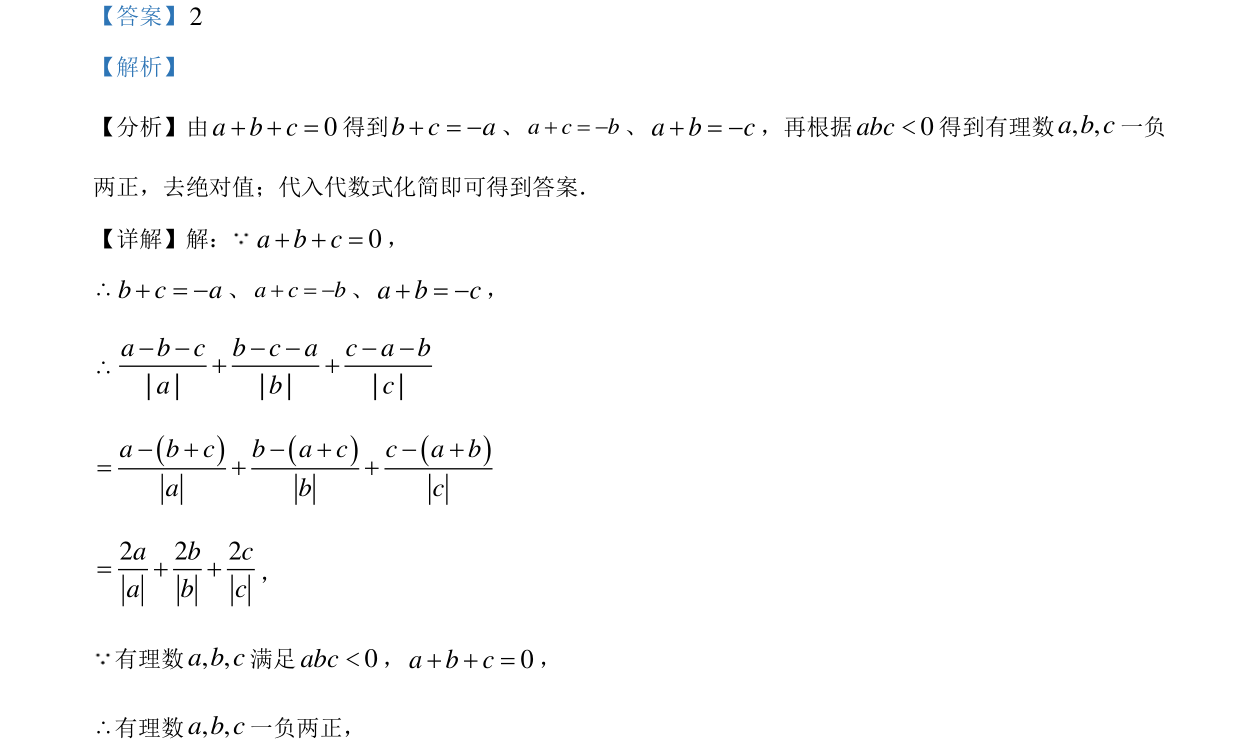 【答案】2
【解析】
【分析】由a+b+c=0得到b+c=−a、a+c=−b、a+b=−c，再根据abc<0得到有理数a,b,c一负
两正，去绝对值；代入代数式化简即可得到答案．
【详解】解：∵a+b+c=0，
∴b+c=−a、a+c=−b、a+b=−c，
∴(a−b−c)/|a|+(b−c−a)/|b|+(c−a−b)/|c|
=(a−(b+c))/|a|+(b−(a+c))/|b|+(c−(a+b))/|c|
=2a/|a|+2b/|b|+2c/|c|，
∵有理数a,b,c满足abc<0，a+b+c=0，
∴有理数a,b,c一负两正，